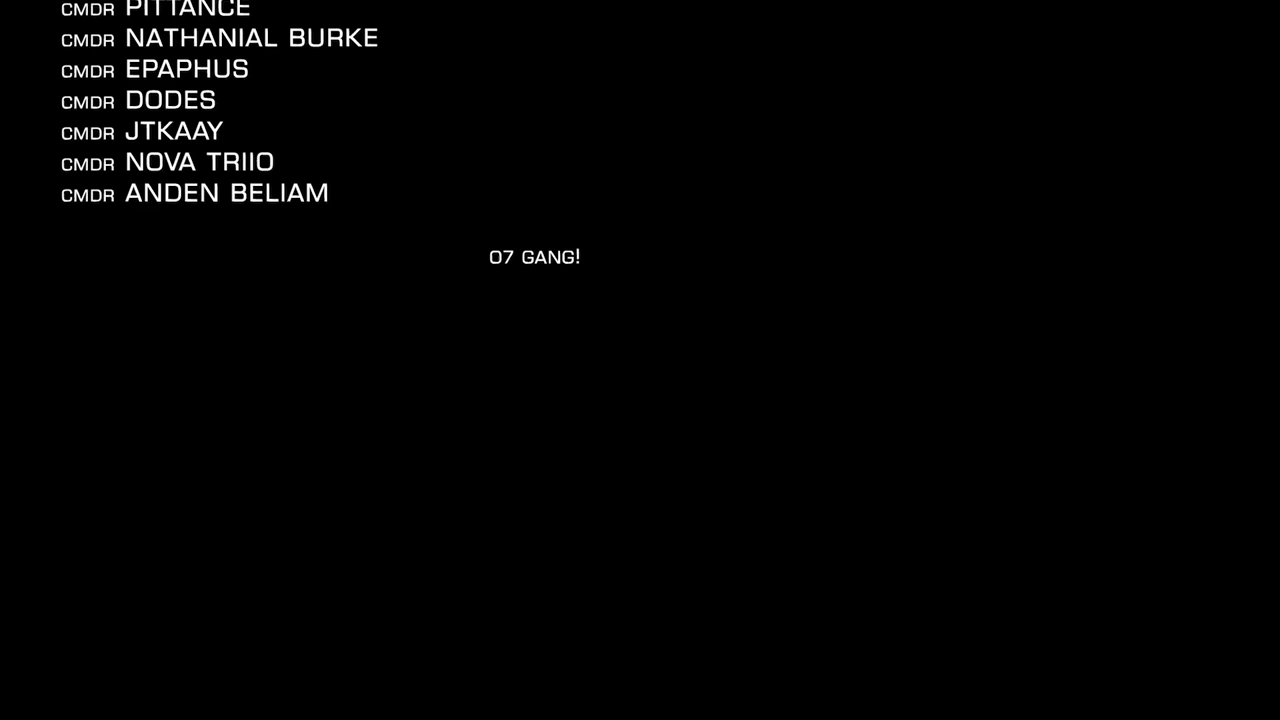 CMDR PITTANCE
CMDR NATHANIAL BURKE
CMDR EPAPHUS
CMDR DODES
CMDR JTKAAY
CMDR NOVA TRIIO
CMDR ANDEN BELIAM
O7 GANG!